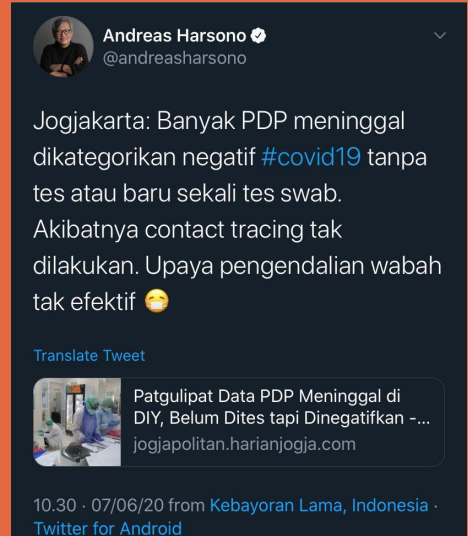 Andreas Harsono
@andreasharsono
Jogjakarta: Banyak PDP meninggal
dikategorikan negatif #covid19 tanpa
tes atau baru sekali tes swab.
Akibatnya contact tracing tak
dilakukan. Upaya pengendalian wabah
tak efektif 😷
Translate Tweet
Patgulipat Data PDP Meninggal di
DIY, Belum Dites tapi Dinegatifkan -...
jogjapolitan.harianjogja.com
10.30 · 07/06/20 from Kebayoran Lama, Indonesia ·
Twitter for Android